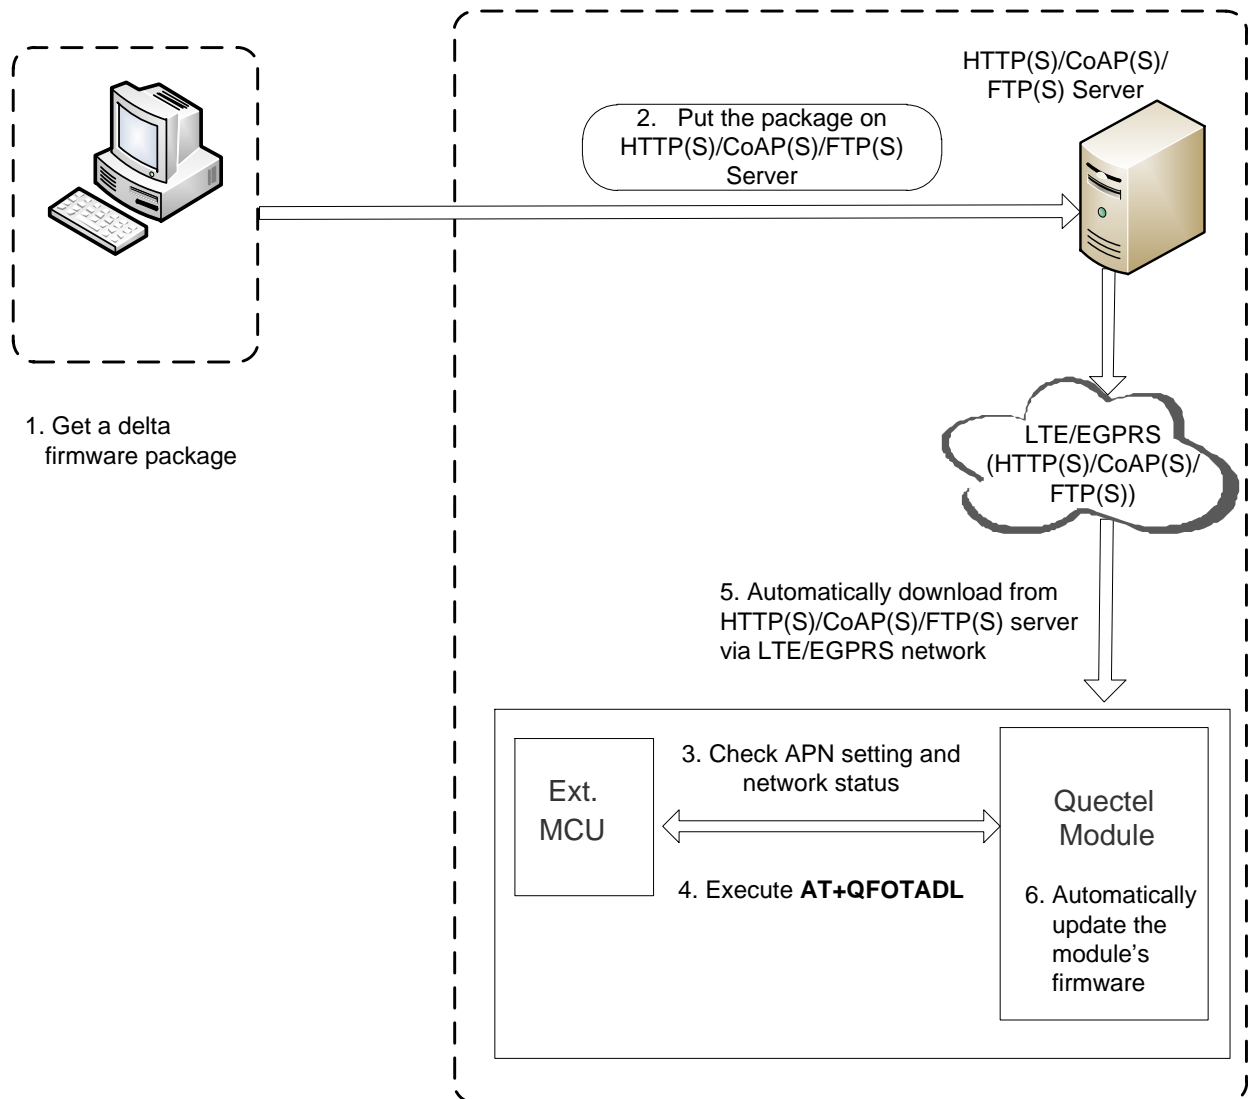 HTTP(S)/CoAP(S)/
FTP(S) Server
2. Put the package on
HTTP(S)/CoAP(S)/FTP(S)
Server
1. Get a delta
firmware package
LTE/EGPRS
(HTTP(S)/CoAP(S)/
FTP(S))
5. Automatically download from
HTTP(S)/CoAP(S)/FTP(S) server
via LTE/EGPRS network
Ext.
MCU
3. Check APN setting and
network status
4. Execute AT+QFOTADL
Quectel
Module
6. Automatically
update the
module’s
firmware